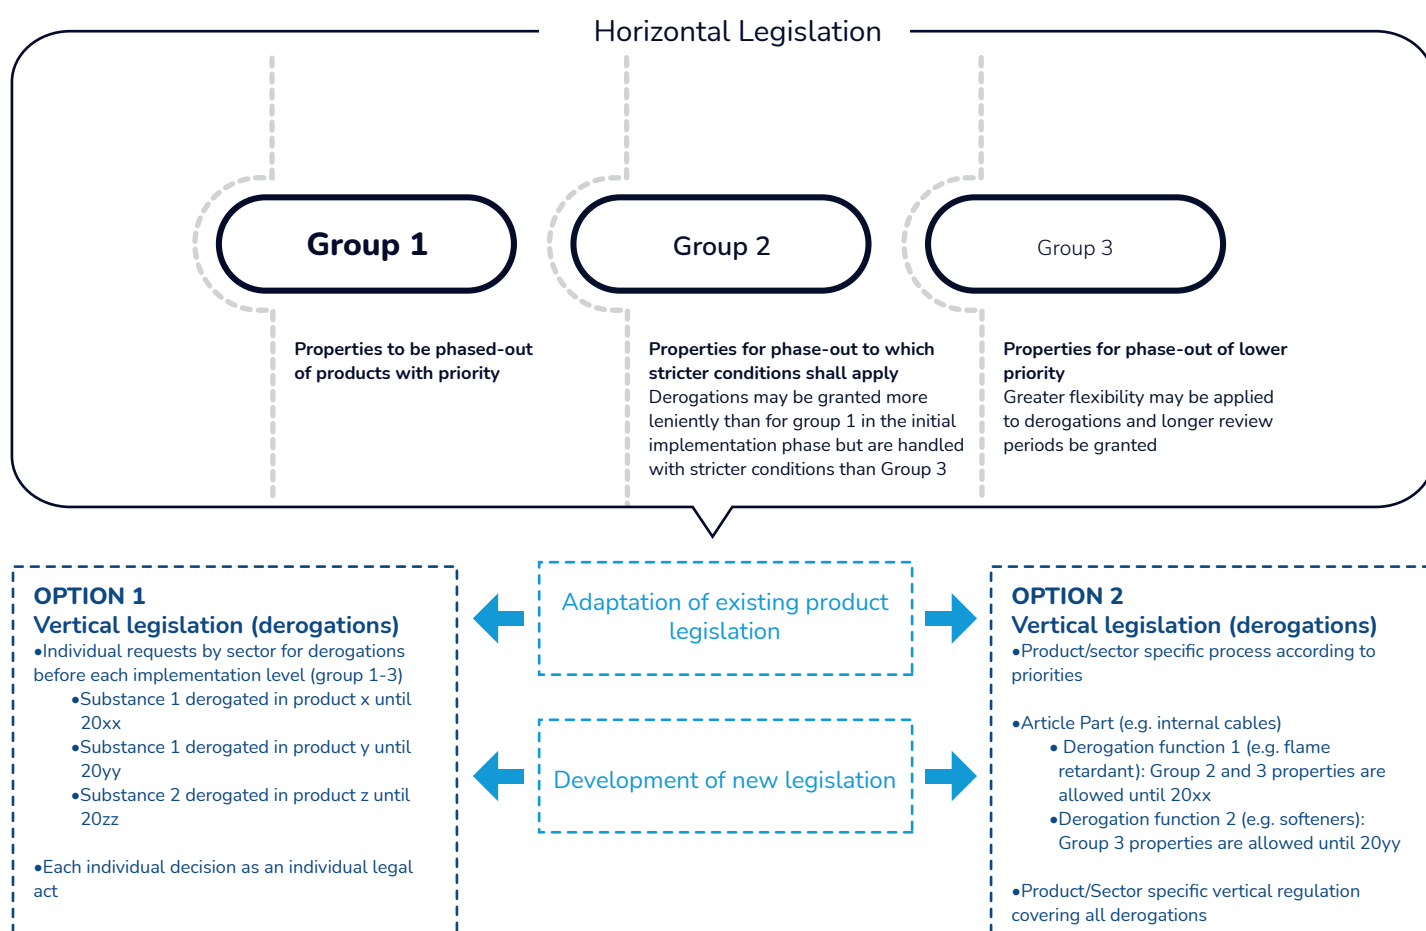 Horizontal Legislation
Group 1
Group 2
Group 3
Properties to be phased-out
of products with priority
Properties for phase-out to which
stricter conditions shall apply
Derogations may be granted more
leniently than for group 1 in the initial
implementation phase but are handled
with stricter conditions than Group 3
Properties for phase-out of lower
priority
Greater flexibility may be applied
to derogations and longer review
periods be granted
OPTION 1
Vertical legislation (derogations)
•Individual requests by sector for derogations
before each implementation level (group 1-3)
•Substance 1 derogated in product x until
20xx
•Substance 1 derogated in product y until
20yy
•Substance 2 derogated in product z until
20zz
•Each individual decision as an individual legal
act
Adaptation of existing product
legislation
Development of new legislation
OPTION 2
Vertical legislation (derogations)
•Product/sector specific process according to
priorities
•Article Part (e.g. internal cables)
• Derogation function 1 (e.g. flame
retardant): Group 2 and 3 properties are
allowed until 20xx
•Derogation function 2 (e.g. softeners):
Group 3 properties are allowed until 20yy
•Product/Sector specific vertical regulation
covering all derogations